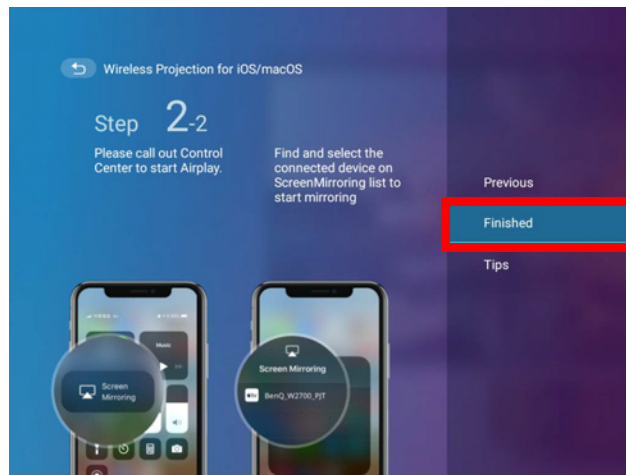 Wireless Projection for iOS/macOS
Step 2-2
Please call out Control
Center to start Airplay.
Find and select the
connected device on
ScreenMirroring list to
start mirroring
Previous
Finished
Tips
Music
Screen
Mirroring
Screen Mirroring
BenQ_W2700_PJT